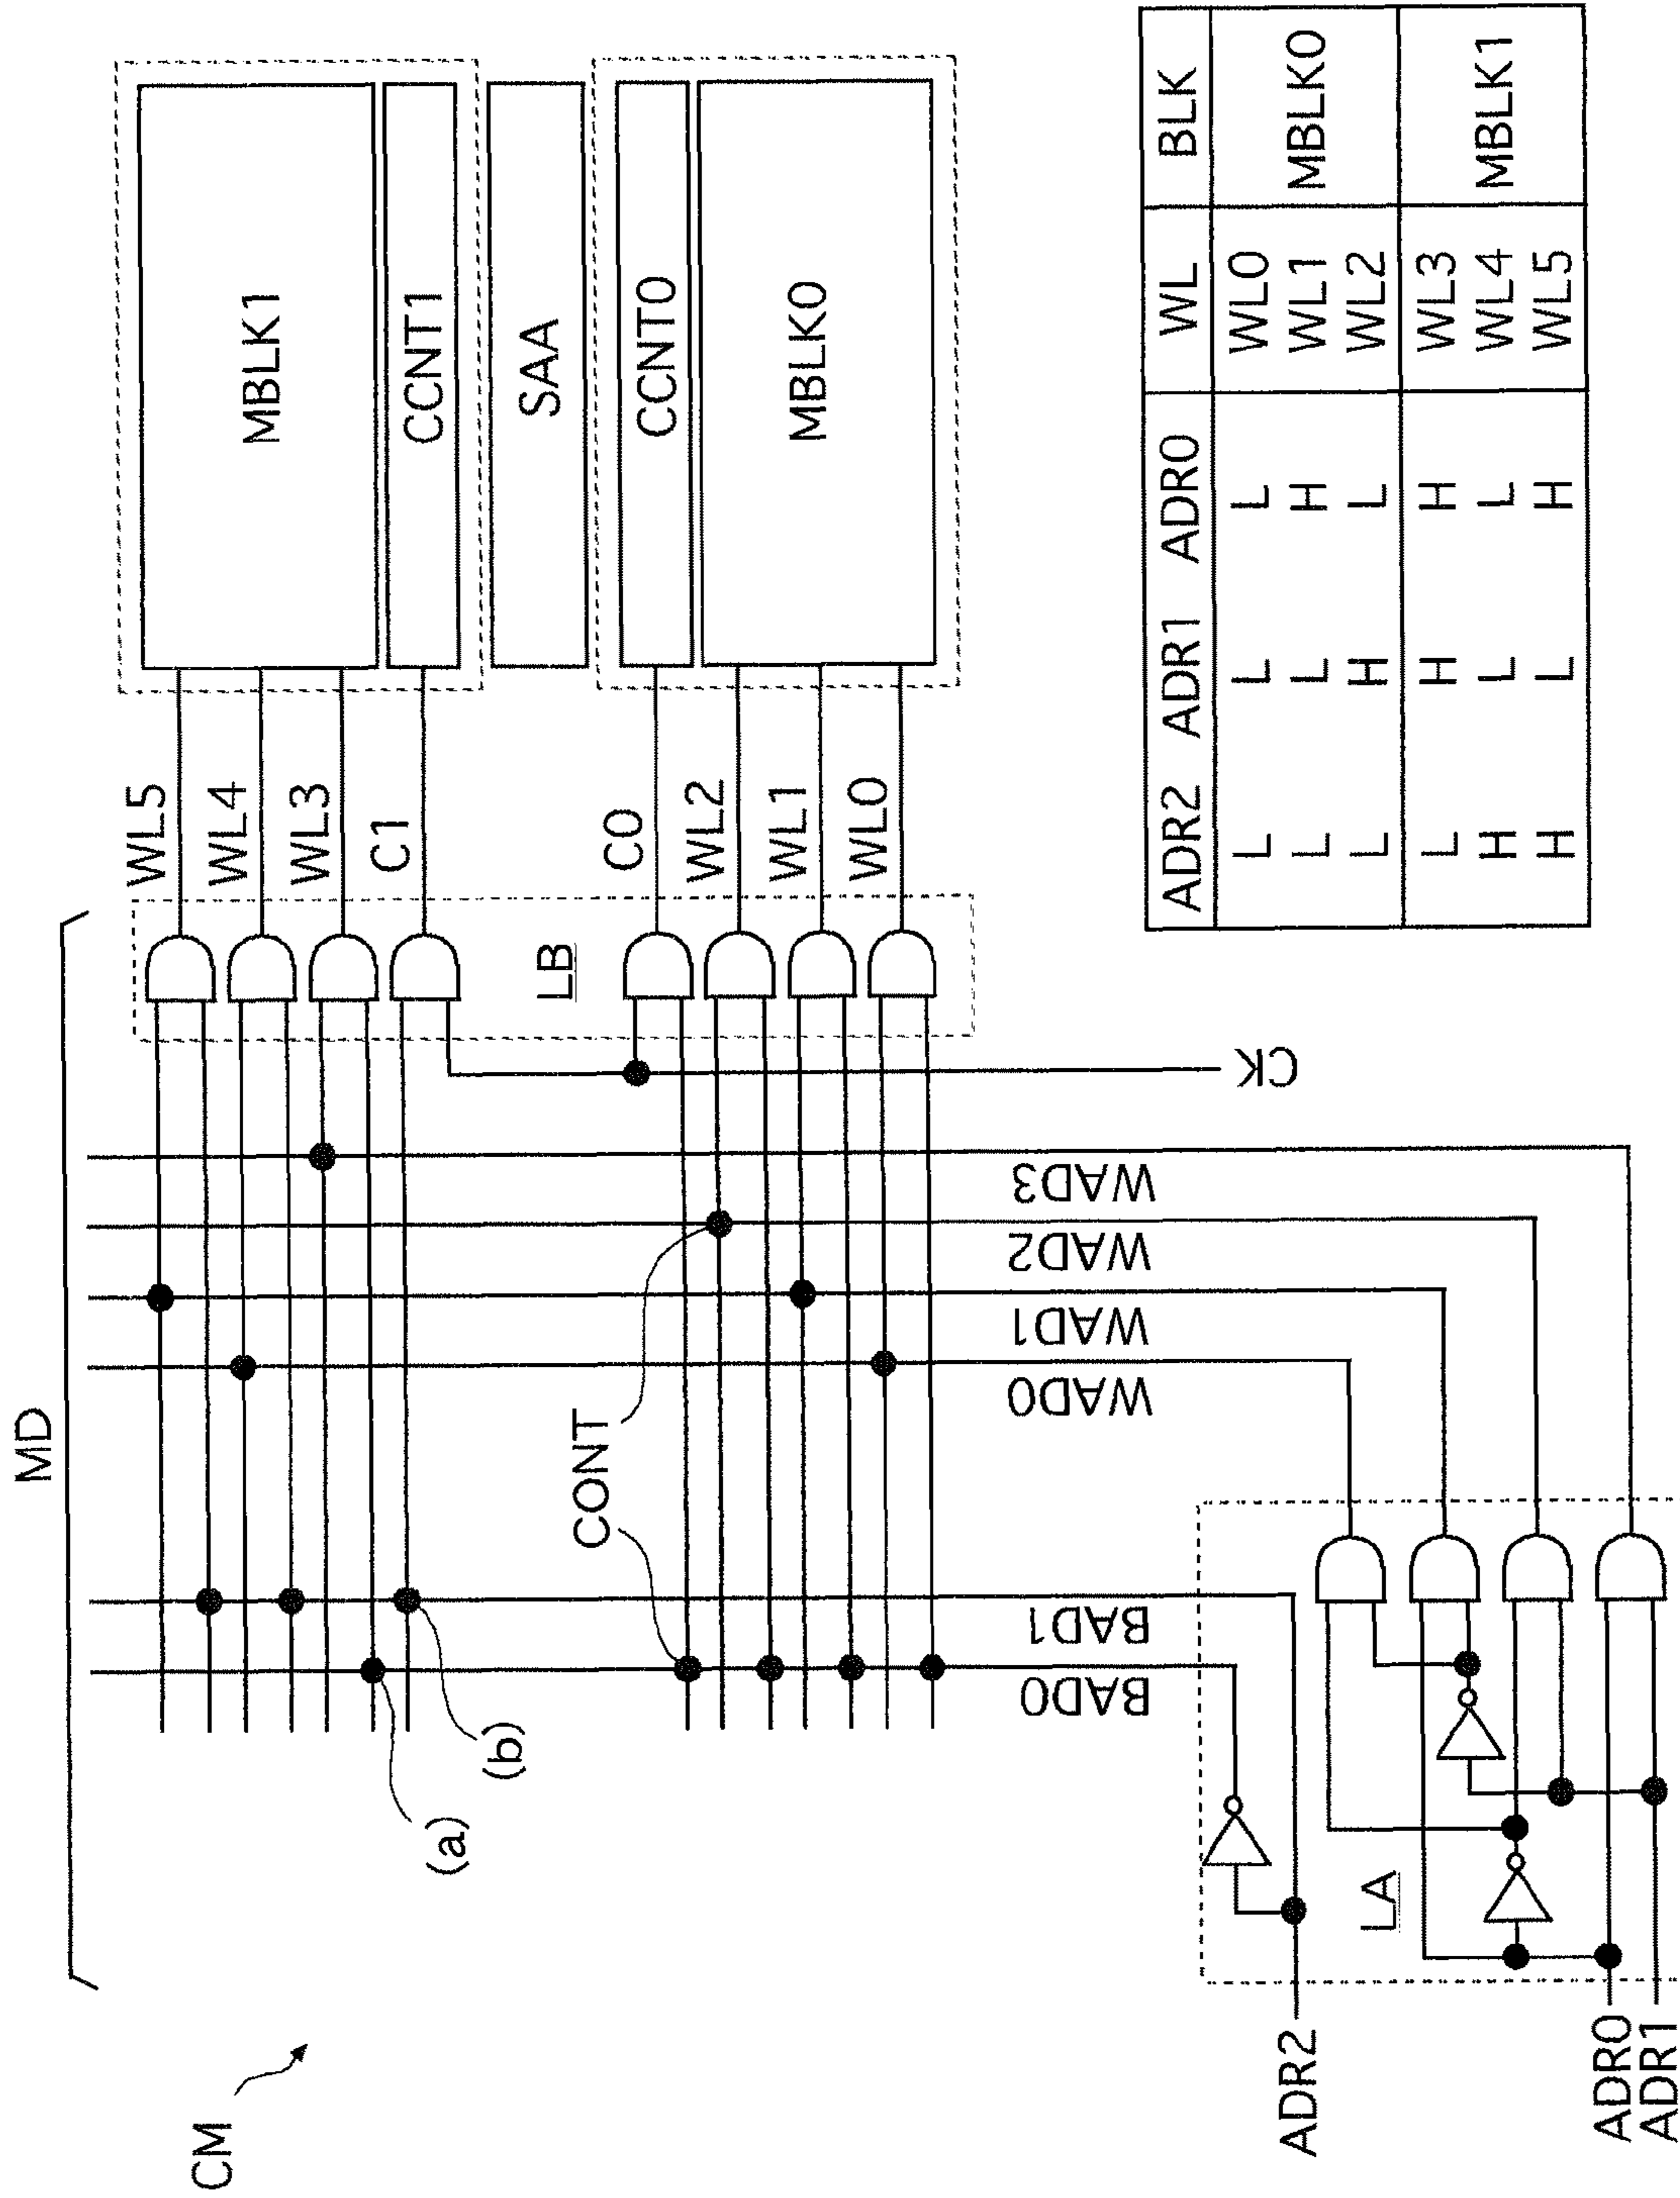 CM
MD
WL5
WL4
WL3
C1
C0
WL2
WL1
WL0
MBLK1
CCNT1
SAA
CCNT0
MBLK0
LB
CK
WAD3
WAD2
WAD1
WAD0
BAD1
BAD0
CONT
(a)
(b)
LA
ADR2
ADR0
ADR1
ADR2 ADR1 ADR0 WL BLK
L L L WL0
L L H WL1 MBLK0
L H L WL2
L H H WL3
H L L WL4 MBLK1
H L H WL5